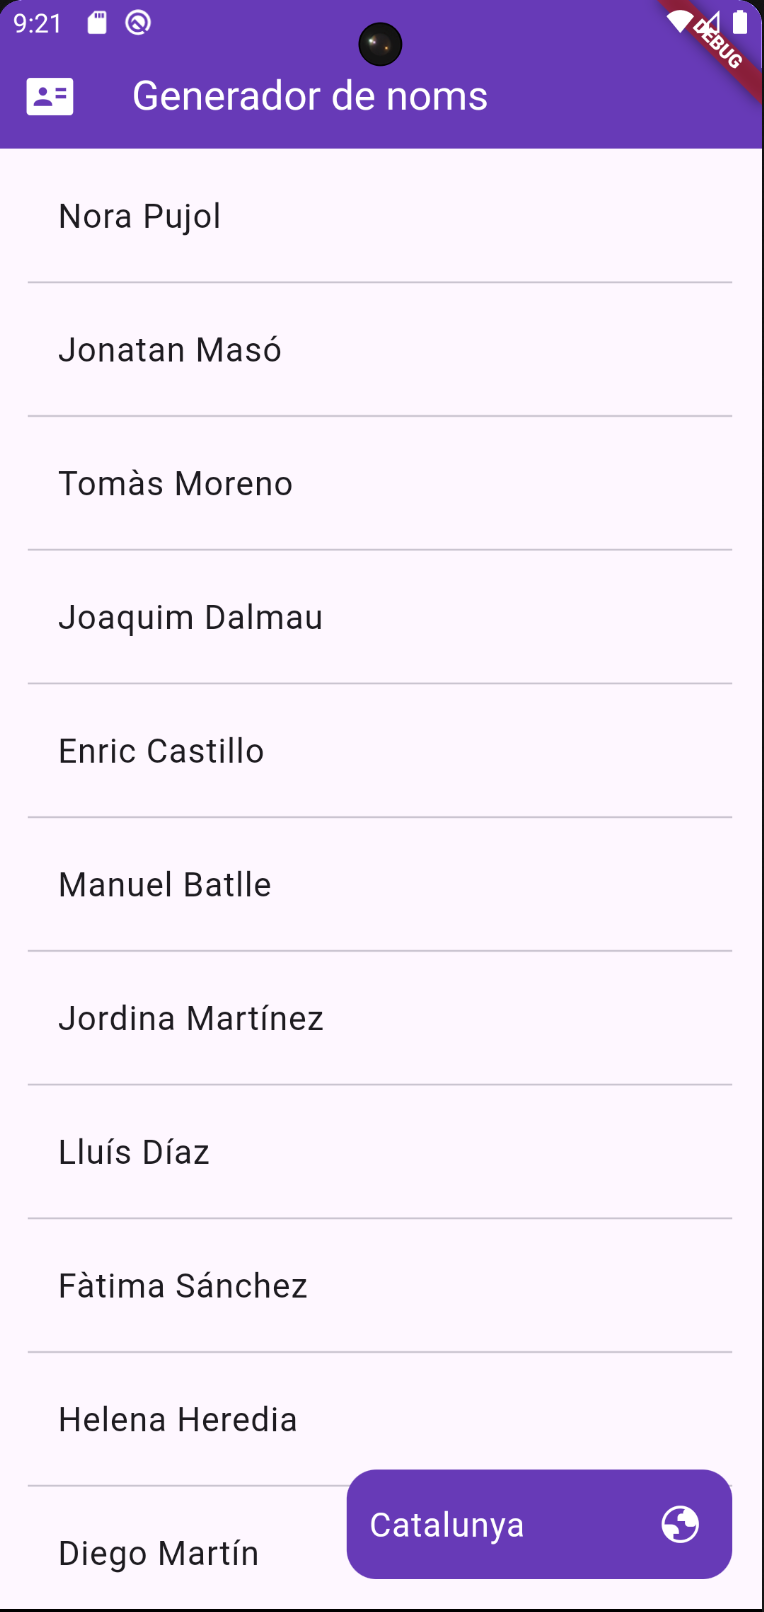 9:21
DEBUG
Generador de noms
Nora Pujol
Jonatan Masó
Tomàs Moreno
Joaquim Dalmau
Enric Castillo
Manuel Batlle
Jordina Martínez
Lluís Díaz
Fàtima Sánchez
Helena Heredia
Diego Martín
Catalunya